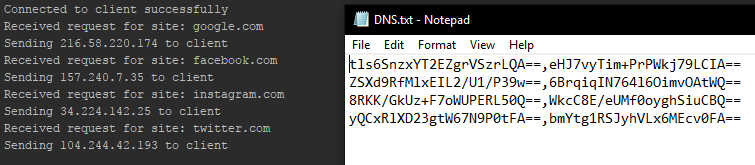 Connected to client successfully
Received request for site: google.com
Sending 216.58.220.174 to client
Received request for site: facebook.com
Sending 157.240.7.35 to client
Received request for site: instagram.com
Sending 34.224.142.25 to client
Received request for site: twitter.com
Sending 104.244.42.193 to client
DNS.txt - Notepad
File Edit Format View Help
tls6SnzxYT2EZgrVSzrLQA==,eHJ7vyTim+PrPWkj79LCIA==
ZSXd9RfMlxEIL2/U1/P39w==,6BrqiqIN764l6OimvOAtWQ==
8RKK/GkUz+F7oWUPERL50Q==,WkcC8E/eUMf0oyghSiuCBQ==
yQCxRlXD23gtW67N9P0tFA==,bmYtg1RSJyhVLx6MEcv0FA==